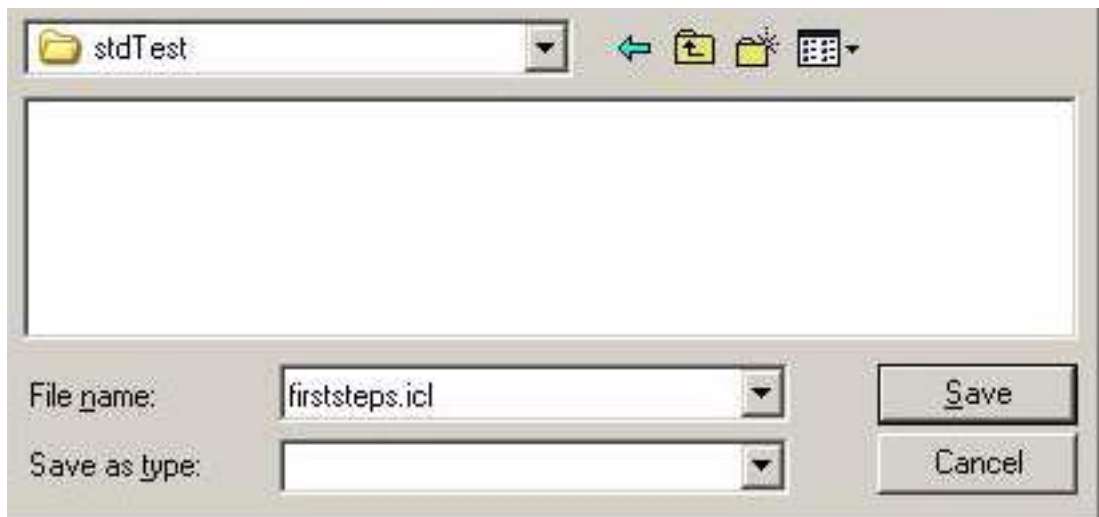 stdTest
File name:
firststeps.icl
Save
Save as type:
Cancel